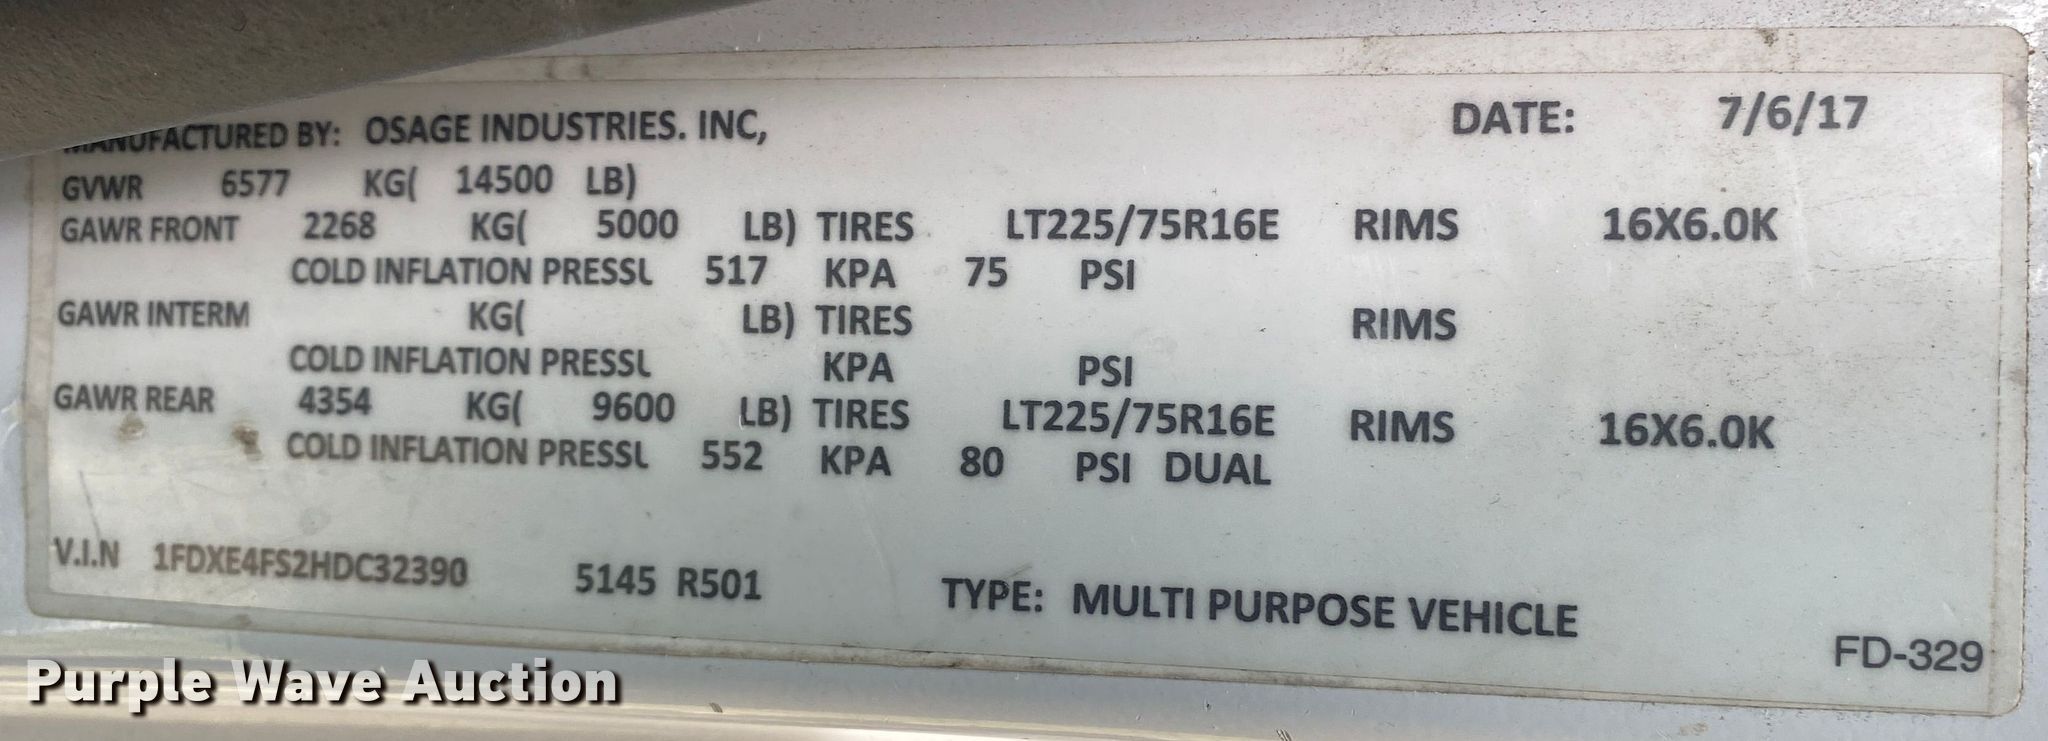 MANUFACTURED BY: OSAGE INDUSTRIES. INC, DATE: 7/6/17
GVWR 6577 KG( 14500 LB)
GAWR FRONT 2268 KG( 5000 LB) TIRES LT225/75R16E RIMS 16X6.0K
COLD INFLATION PRESSL 517 KPA 75 PSI
GAWR INTERM KG( LB) TIRES RIMS
COLD INFLATION PRESSL KPA PSI
GAWR REAR 4354 KG( 9600 LB) TIRES LT225/75R16E RIMS 16X6.0K
COLD INFLATION PRESSL 552 KPA 80 PSI DUAL
V.I.N 1FDXE4FS2HDC32390 5145 R501 TYPE: MULTI PURPOSE VEHICLE
FD-329
Purple Wave Auction